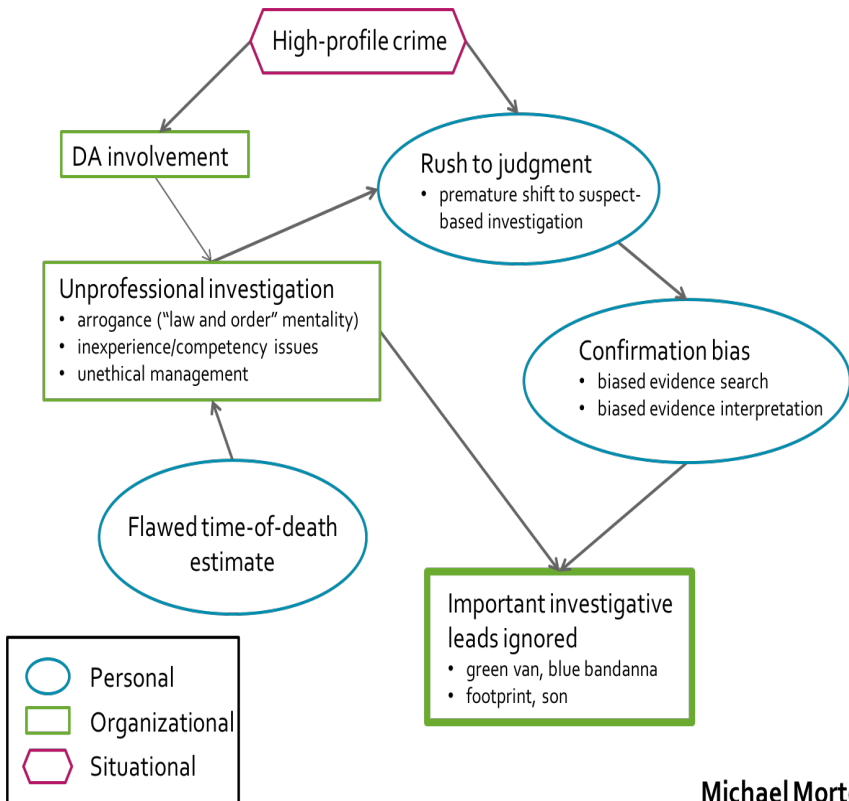 High-profile crime
DA involvement
Rush to judgment
• premature shift to suspect-
based investigation
Unprofessional investigation
• arrogance (“law and order” mentality)
• inexperience/competency issues
• unethical management
Confirmation bias
• biased evidence search
• biased evidence interpretation
Flawed time-of-death
estimate
Important investigative
leads ignored
• green van, blue bandanna
• footprint, son
Personal
Organizational
Situational
Michael